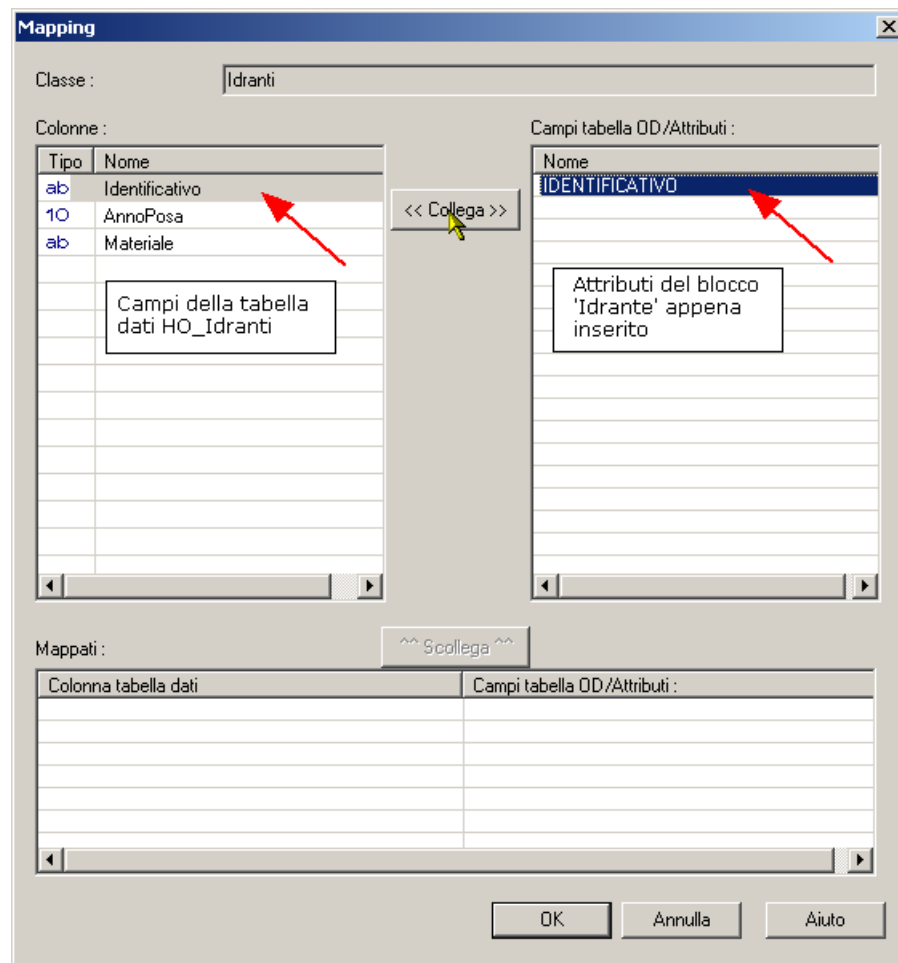 Mapping
Classe :
Idranti
Colonne :
Campi tabella OD/Attributi :
Tipo Nome
Nome
ab Identificativo
IDENTIFICATIVO
10 AnnoPosa
<< Collega >>
ab Materiale
Campi della tabella
dati HO_Idranti
Attributi del blocco
'Idrante' appena
inserito
Mappati :
^^ Scollega ^^
Colonna tabella dati
Campi tabella OD/Attributi :
OK
Annulla
Aiuto